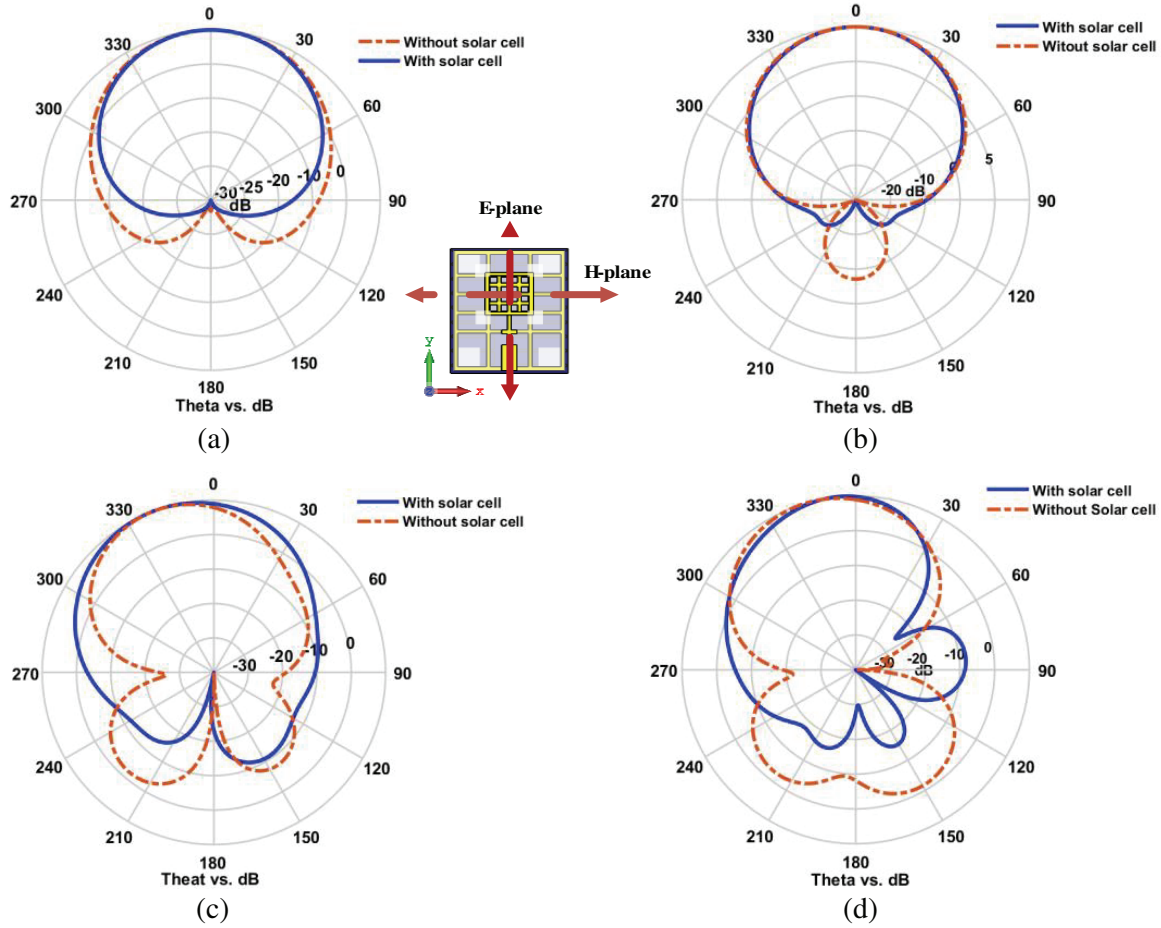 0
330
30
Without solar cell
With solar cell
300
60
-30 -25 -20 -10 0
dB
270
90
240
120
210
150
180
Theta vs. dB
(a)
E-plane
H-plane
y
x
z
0
330
30
With solar cell
Witout solar cell
300
60
-20 -10 0 5
dB
270
90
240
120
210
150
180
Theta vs. dB
(b)
0
330
30
With solar cell
Without solar cell
300
60
-30 -20 -10 0
270
90
240
120
210
150
180
Theat vs. dB
(c)
0
330
30
With solar cell
Without Solar cell
300
60
-30 -20 -10 0
dB
270
90
240
120
210
150
180
Theta vs. dB
(d)